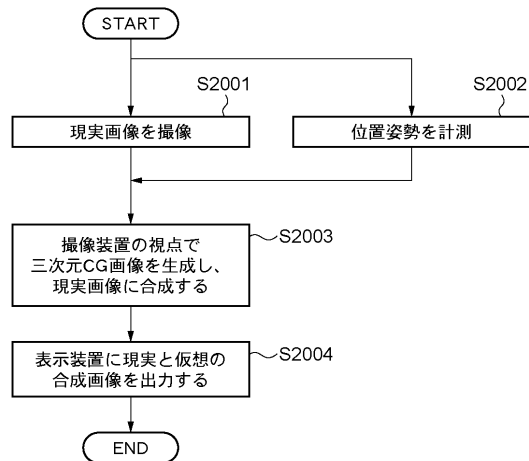 START
S2001
S2002
現実画像を撮像
位置姿勢を計測
S2003
撮像装置の視点で
三次元CG画像を生成し、
現実画像に合成する
S2004
表示装置に現実と仮想の
合成画像を出力する
END